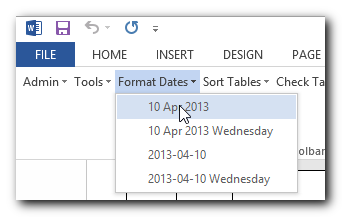 FILE HOME INSERT DESIGN PAGE
Admin Tools Format Dates Sort Tables Check Ta
10 Apr 2013
10 Apr 2013 Wednesday
2013-04-10
2013-04-10 Wednesday
olbar